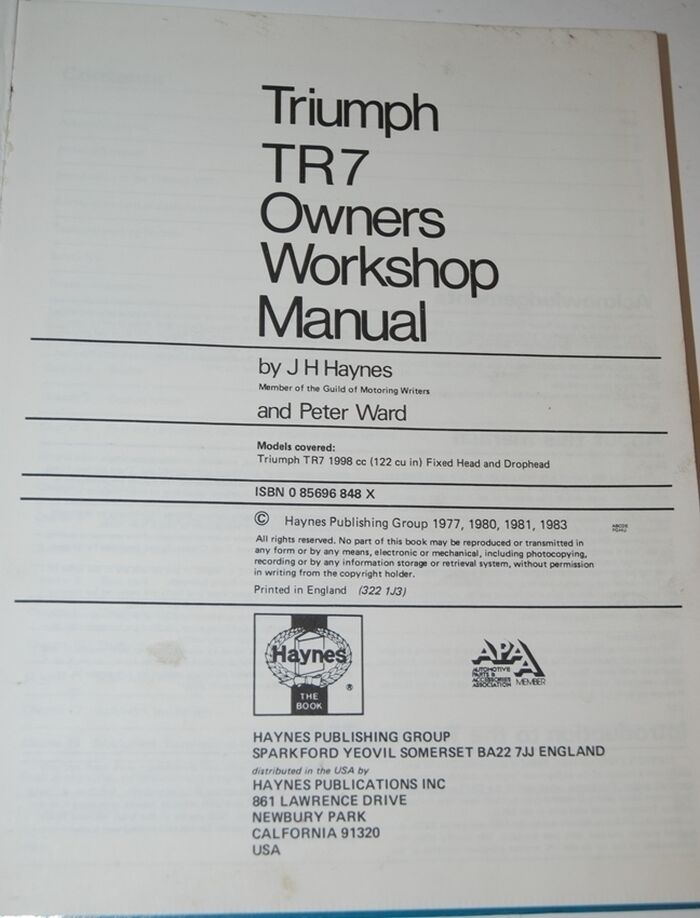 Triumph
TR7
Owners
Workshop
Manual
by J H Haynes
Member of the Guild of Motoring Writers
and Peter Ward
Models covered:
Triumph TR7 1998 cc (122 cu in) Fixed Head and Drophead
ISBN 0 85696 848 X
© Haynes Publishing Group 1977, 1980, 1981, 1983
All rights reserved. No part of this book may be reproduced or transmitted in
any form or by any means, electronic or mechanical, including photocopying,
recording or by any information storage or retrieval system, without permission
in writing from the copyright holder.
Printed in England (322 1J3)
Haynes
®
THE
BOOK
APAA
AUTOMOTIVE
PARTS &
ACCESSORIES
ASSOCIATION MEMBER
HAYNES PUBLISHING GROUP
SPARKFORD YEOVIL SOMERSET BA22 7JJ ENGLAND
distributed in the USA by
HAYNES PUBLICATIONS INC
861 LAWRENCE DRIVE
NEWBURY PARK
CALFORNIA 91320
USA